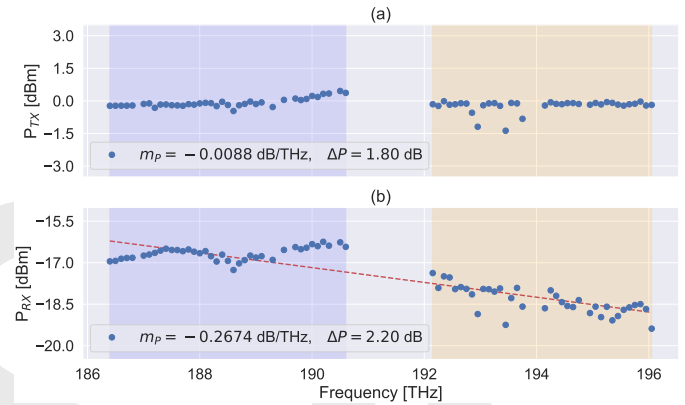 (a)
3.5
1.5
0.0
−1.5
−3.0
P_TX [dBm]
m_P = −0.0088 dB/THz, ΔP = 1.80 dB
(b)
−15.5
−17.0
−18.5
−20.0
P_RX [dBm]
m_P = −0.2674 dB/THz, ΔP = 2.20 dB
186 188 190 192 194 196
Frequency [THz]